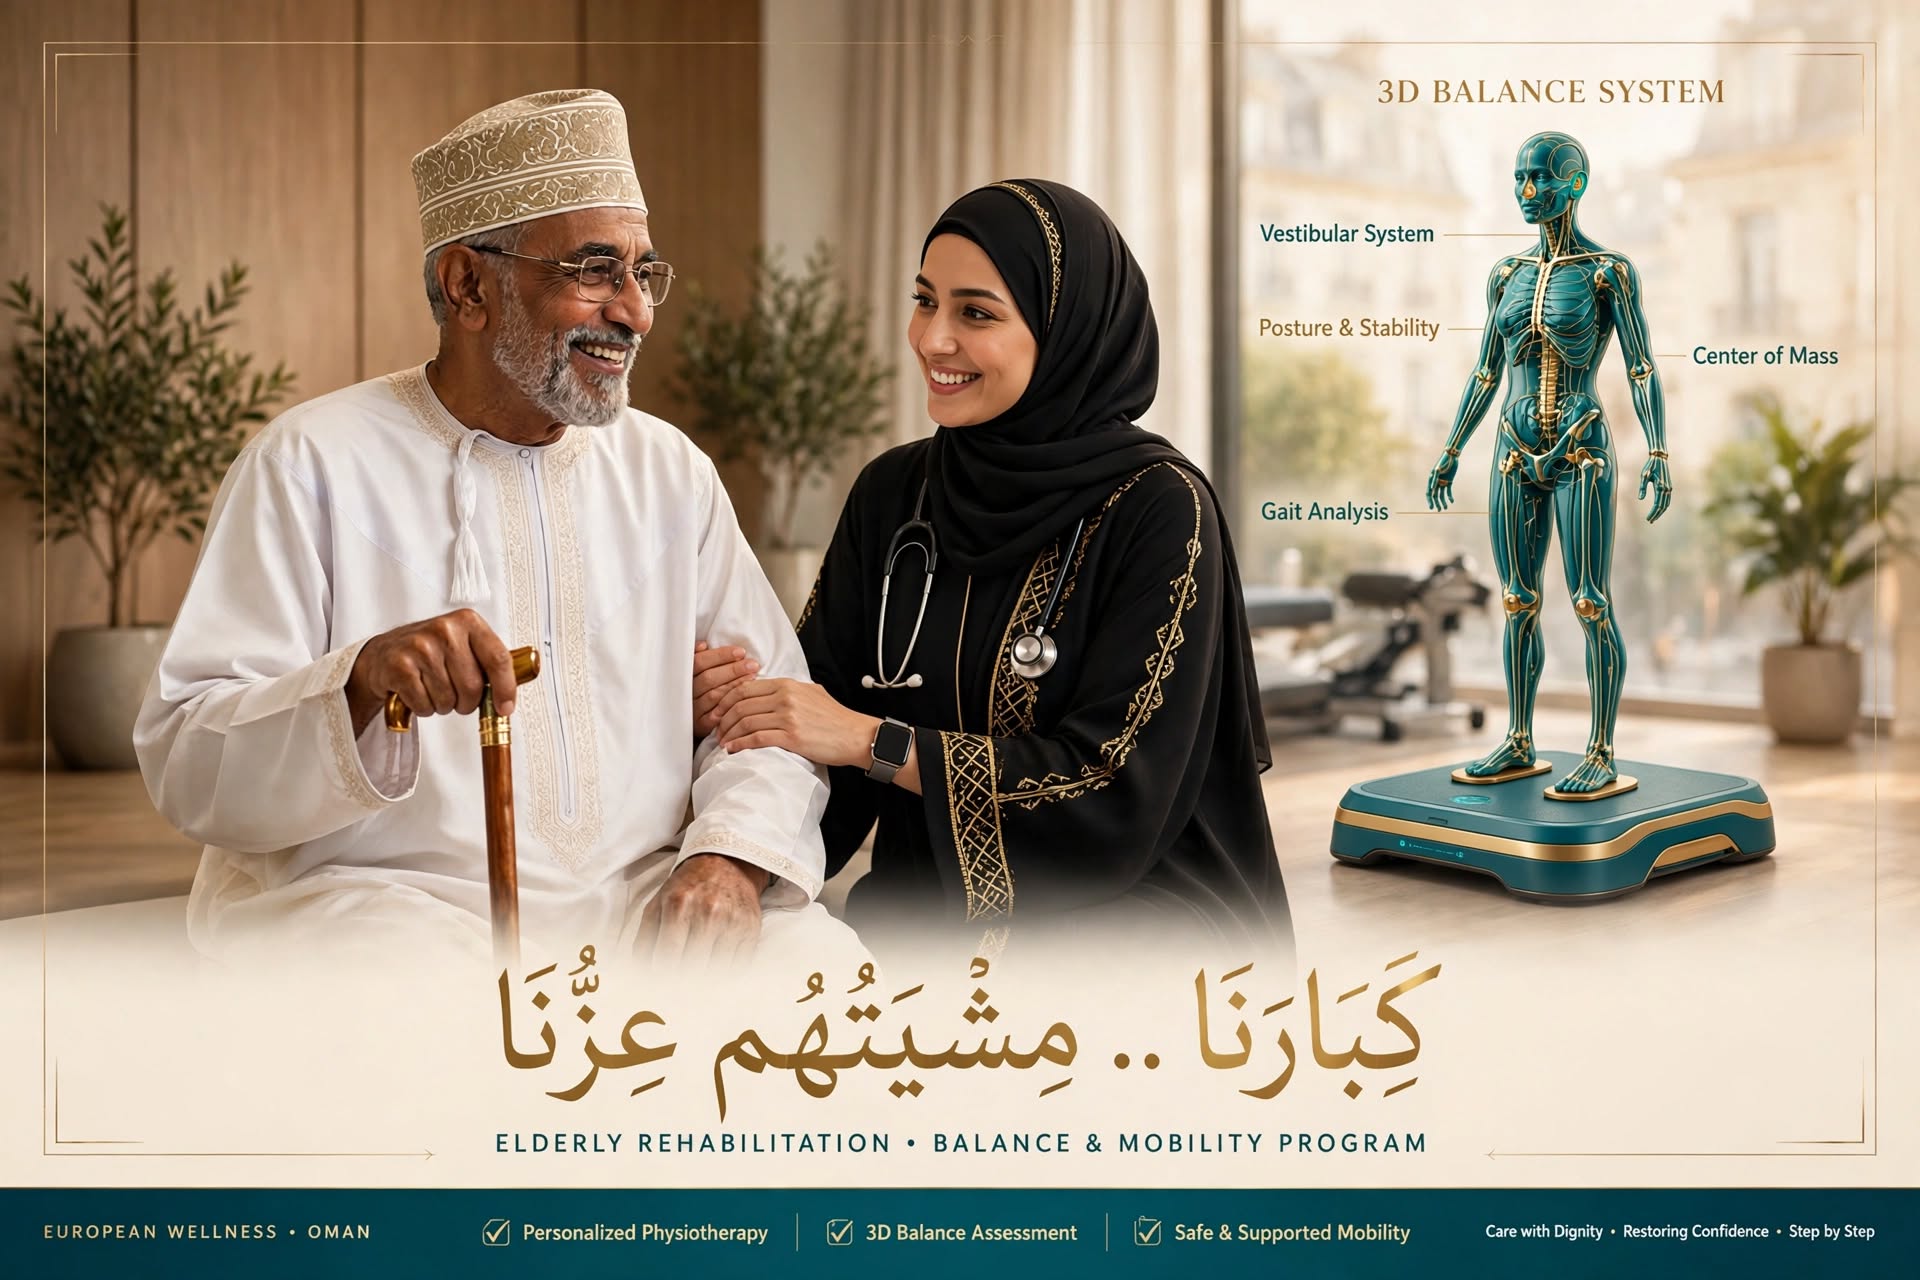 3D BALANCE SYSTEM
Vestibular System
Posture & Stability
Center of Mass
Gait Analysis
كَِبَارَنَا .. مِشْيَتُهُم عِزُّنَا
ELDERLY REHABILITATION • BALANCE & MOBILITY PROGRAM
EUROPEAN WELLNESS • OMAN
Personalized Physiotherapy
3D Balance Assessment
Safe & Supported Mobility
Care with Dignity • Restoring Confidence • Step by Step